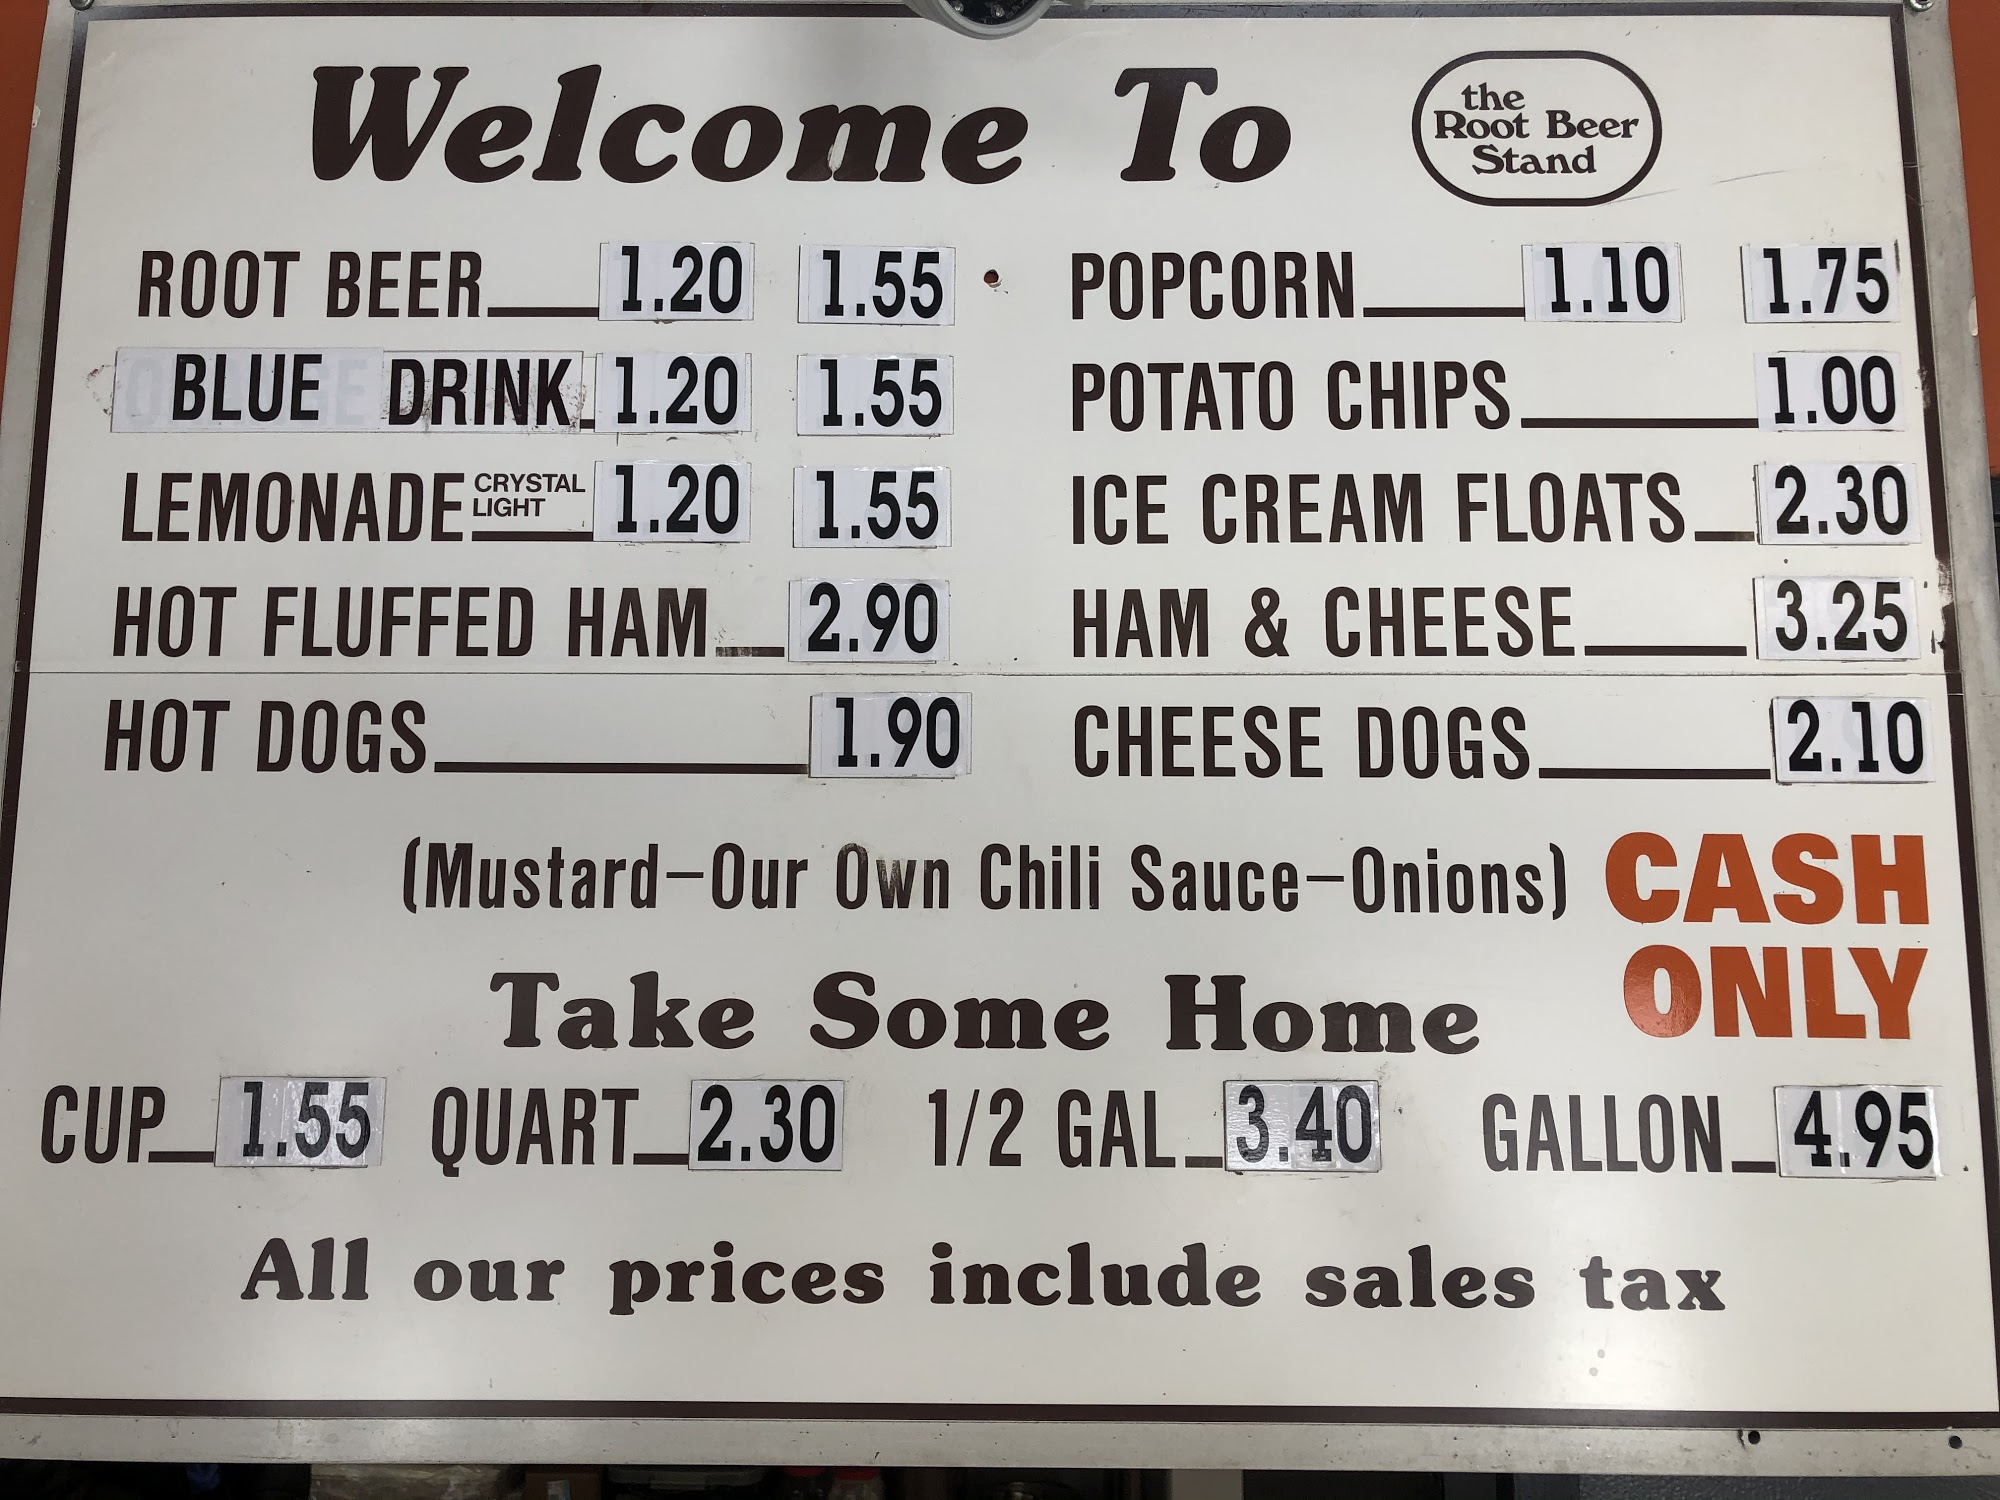 Welcome To
the
Root Beer
Stand
ROOT BEER 1.20 1.55
BLUE DRINK 1.20 1.55
LEMONADE CRYSTAL LIGHT 1.20 1.55
HOT FLUFFED HAM 2.90
HOT DOGS 1.90
POPCORN 1.10 1.75
POTATO CHIPS 1.00
ICE CREAM FLOATS 2.30
HAM & CHEESE 3.25
CHEESE DOGS 2.10
(Mustard-Our Own Chili Sauce-Onions)
CASH
ONLY
Take Some Home
CUP 1.55 QUART 2.30 1/2 GAL 3.40 GALLON 4.95
All our prices include sales tax